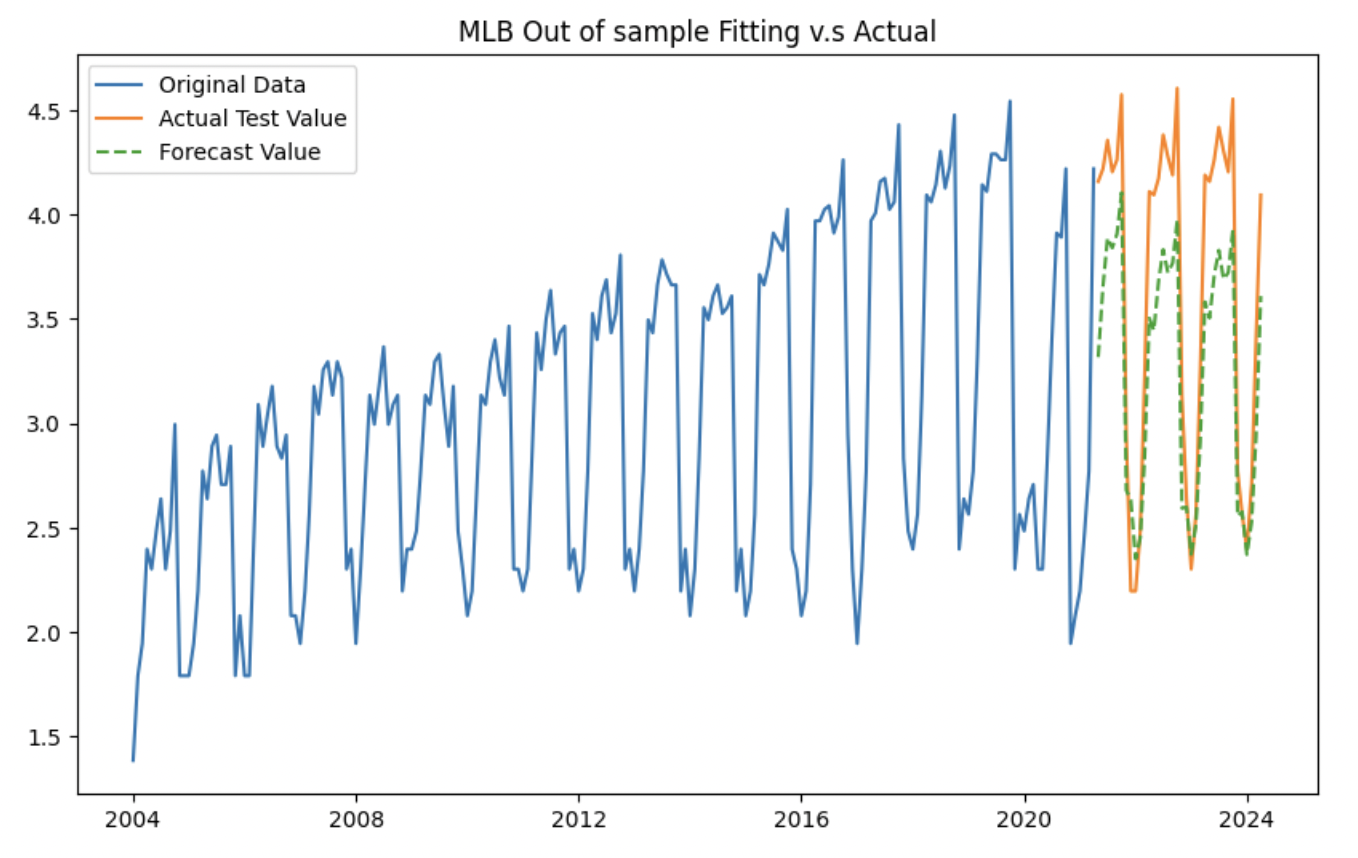 MLB Out of sample Fitting v.s Actual
Original Data
Actual Test Value
Forecast Value
4.5
4.0
3.5
3.0
2.5
2.0
1.5
2004 2008 2012 2016 2020 2024